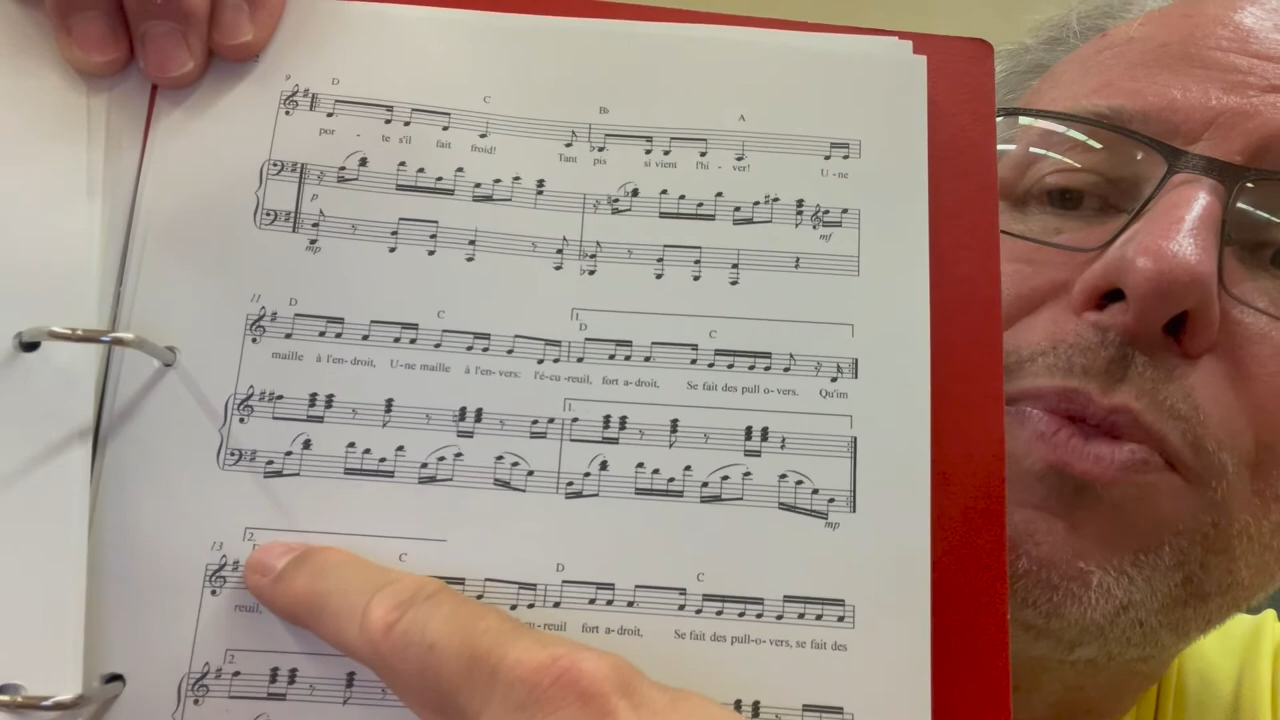 2
9 D C B♭ A
por - te s'il fait froid! Tant pis si vient l'hi - ver! U - ne
p
mf
mp
11 D C 1. D C
maille à l'en- droit, U - ne maille à l'en - vers: l'é - cu - reuil, fort a - droit, Se fait des pull o - vers. Qu'im
1.
mp
13 2. C D C
reuil, cu - reuil fort a - droit, Se fait des pull - o - vers, se fait des
2.